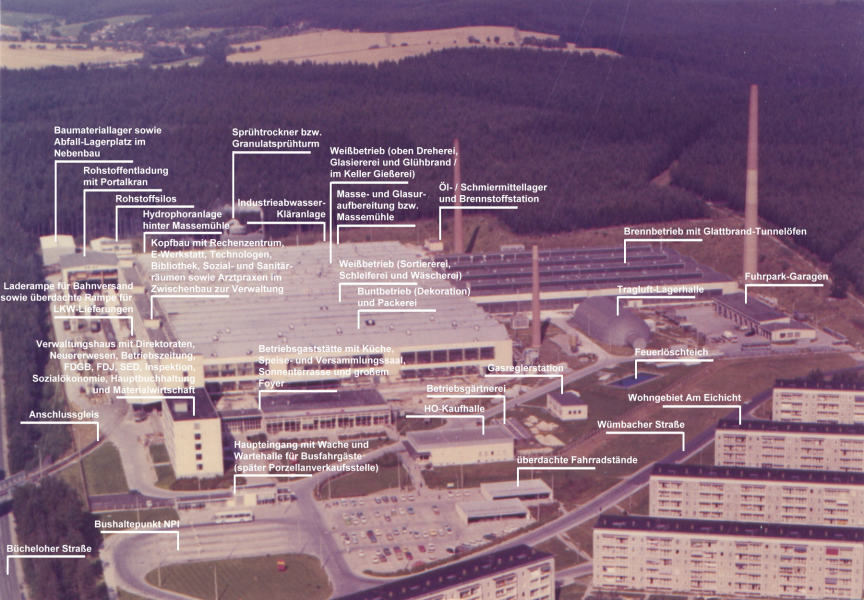 Baumateriallager sowie
Abfall-Lagerplatz im
Nebenbau
Rohstoffentladung
mit Portalkran
Rohstoffsilos
Hydrophoranlage
hinter Massemühle
Sprühtrockner bzw.
Granulatsprühturm
Industrieabwasser-
Kläranlage
Weißbetrieb (oben Dreherei,
Glasiererei und Glühbrand /
im Keller Gießerei)
Masse- und Glasur-
aufbereitung bzw.
Massemühle
Öl- / Schmiermittellager
und Brennstoffstation
Brennbetrieb mit Glattbrand-Tunnelöfen
Fuhrpark-Garagen
Tragluft-Lagerhalle
Kopfbau mit Rechenzentrum,
E-Werkstatt, Technologen,
Bibliothek, Sozial- und Sanitär-
räumen sowie Arztpraxen im
Zwischenbau zur Verwaltung
Weißbetrieb (Sortiererei,
Schleiferei und Wäscherei)
Buntbetrieb (Dekoration)
und Packerei
Laderampe für Bahnversand
sowie überdachte Rampe für
LKW-Lieferungen
Verwaltungshaus mit Direktoraten,
Neuererwesen, Betriebszeitung,
FDGB, FDJ, SED, Inspektion,
Sozialökonomie, Hauptbuchhaltung
und Materialwirtschaft
Betriebsgaststätte mit Küche,
Speise- und Versammlungssaal,
Sonnenterrasse und großem
Foyer
Feuerlöschteich
Gasreglerstation
Betriebsgärtnerei
HO-Kaufhalle
Wohngebiet Am Eichicht
Wümbacher Straße
Anschlussgleis
Haupteingang mit Wache und
Wartehalle für Busfahrgäste
(später Porzellanverkaufsstelle)
überdachte Fahrradstände
Bushaltepunkt NPI
Bücheloher Straße